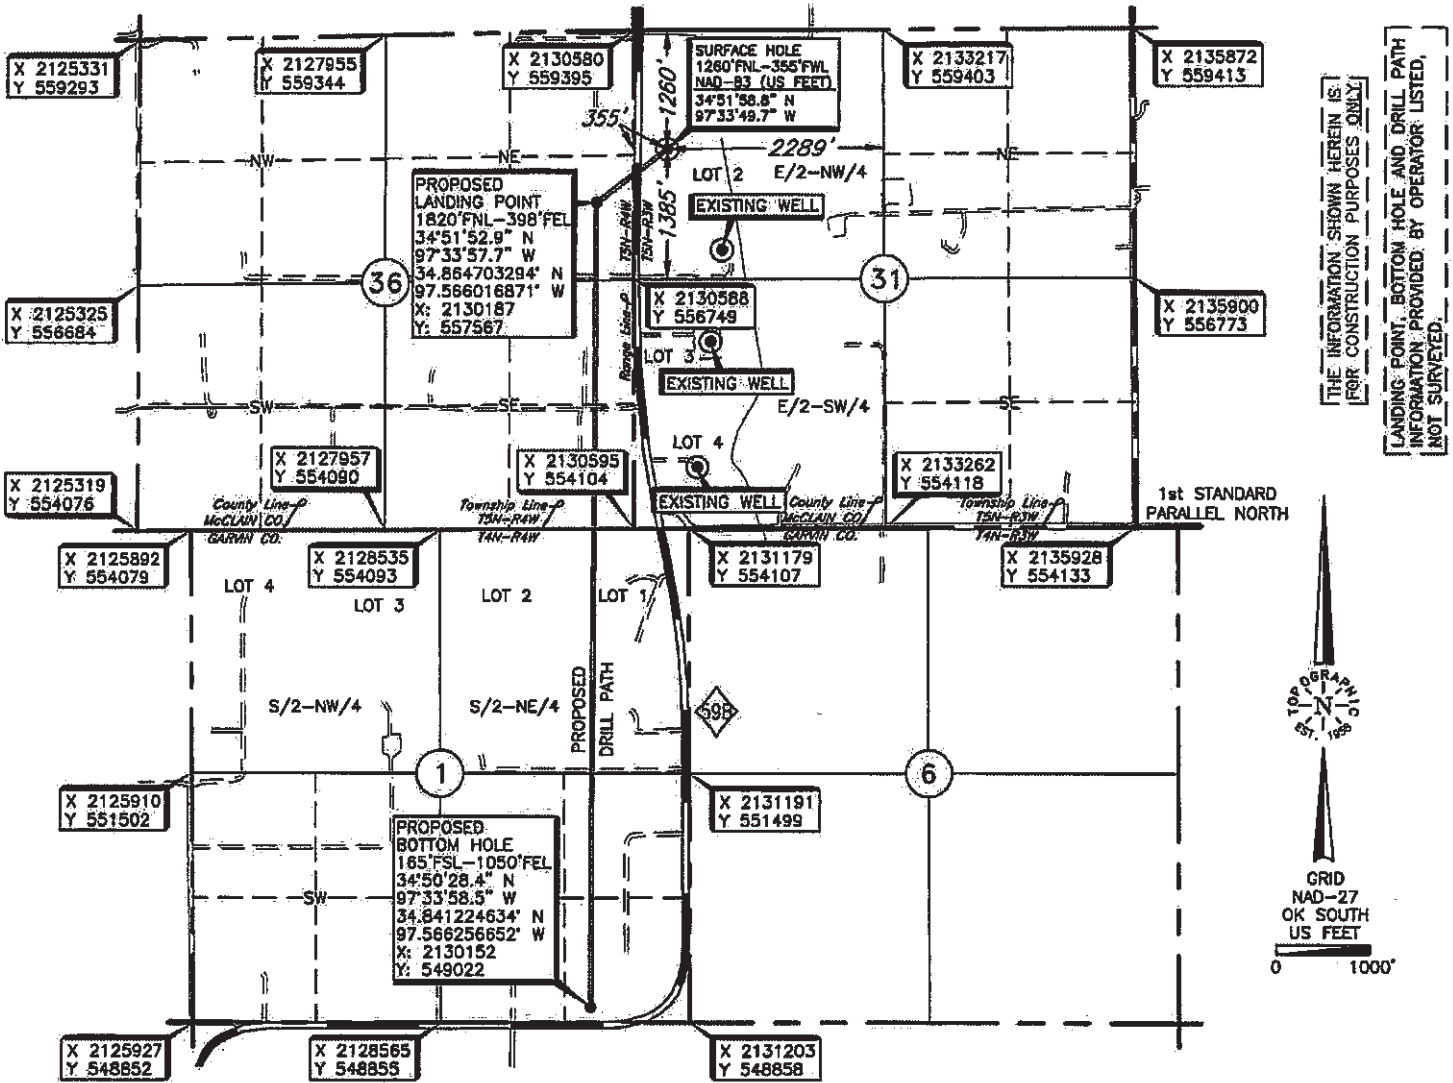 X 2125331
Y 559293
X 2127955
Y 559344
X 2130580
Y 559395
SURFACE HOLE
1260'FNL-355'FWL
NAD-83 (US FEET)
34°51'58.8" N
97°33'49.7" W
X 2133217
Y 559403
X 2135872
Y 559413
1260'
355'
2289'
1385'
NW
NE
NE
LOT 2
E/2-NW/4
EXISTING WELL
T5N-R4W
T5N-R3W
PROPOSED
LANDING POINT
1820'FNL-398'FEL
34°51'52.9" N
97°33'57.7" W
34.864703294° N
97.566016871° W
X: 2130187
Y: 557567
36
31
X 2125325
Y 556684
X 2130588
Y 556749
X 2135900
Y 556773
Range Line
LOT 3
EXISTING WELL
E/2-SW/4
SW
SE
SE
LOT 4
EXISTING WELL
X 2125319
Y 554076
X 2127957
Y 554090
X 2130595
Y 554104
X 2133262
Y 554118
County Line
McCLAIN CO.
GARVIN CO.
Township Line
T5N-R4W
T4N-R4W
County Line
McCLAIN CO.
GARVIN CO.
Township Line
T5N-R3W
T4N-R3W
1st STANDARD
PARALLEL NORTH
X 2125892
Y 554079
X 2128535
Y 554093
X 2131179
Y 554107
X 2135928
Y 554133
LOT 4
LOT 3
LOT 2
LOT 1
S/2-NW/4
S/2-NE/4
PROPOSED
DRILL PATH
59B
1
6
X 2125910
Y 551502
X 2131191
Y 551499
PROPOSED
BOTTOM HOLE
165'FSL-1050'FEL
34°50'28.4" N
97°33'58.5" W
34.841224634° N
97.566256652° W
X: 2130152
Y: 549022
SW
X 2125927
Y 548852
X 2128565
Y 548855
X 2131203
Y 548858
THE INFORMATION SHOWN HEREIN IS
FOR CONSTRUCTION PURPOSES ONLY
LANDING POINT, BOTTOM HOLE AND DRILL PATH
INFORMATION PROVIDED BY OPERATOR LISTED,
NOT SURVEYED.
TOPOGRAPHIC
N
EST. 1958
GRID
NAD-27
OK SOUTH
US FEET
0 1000'